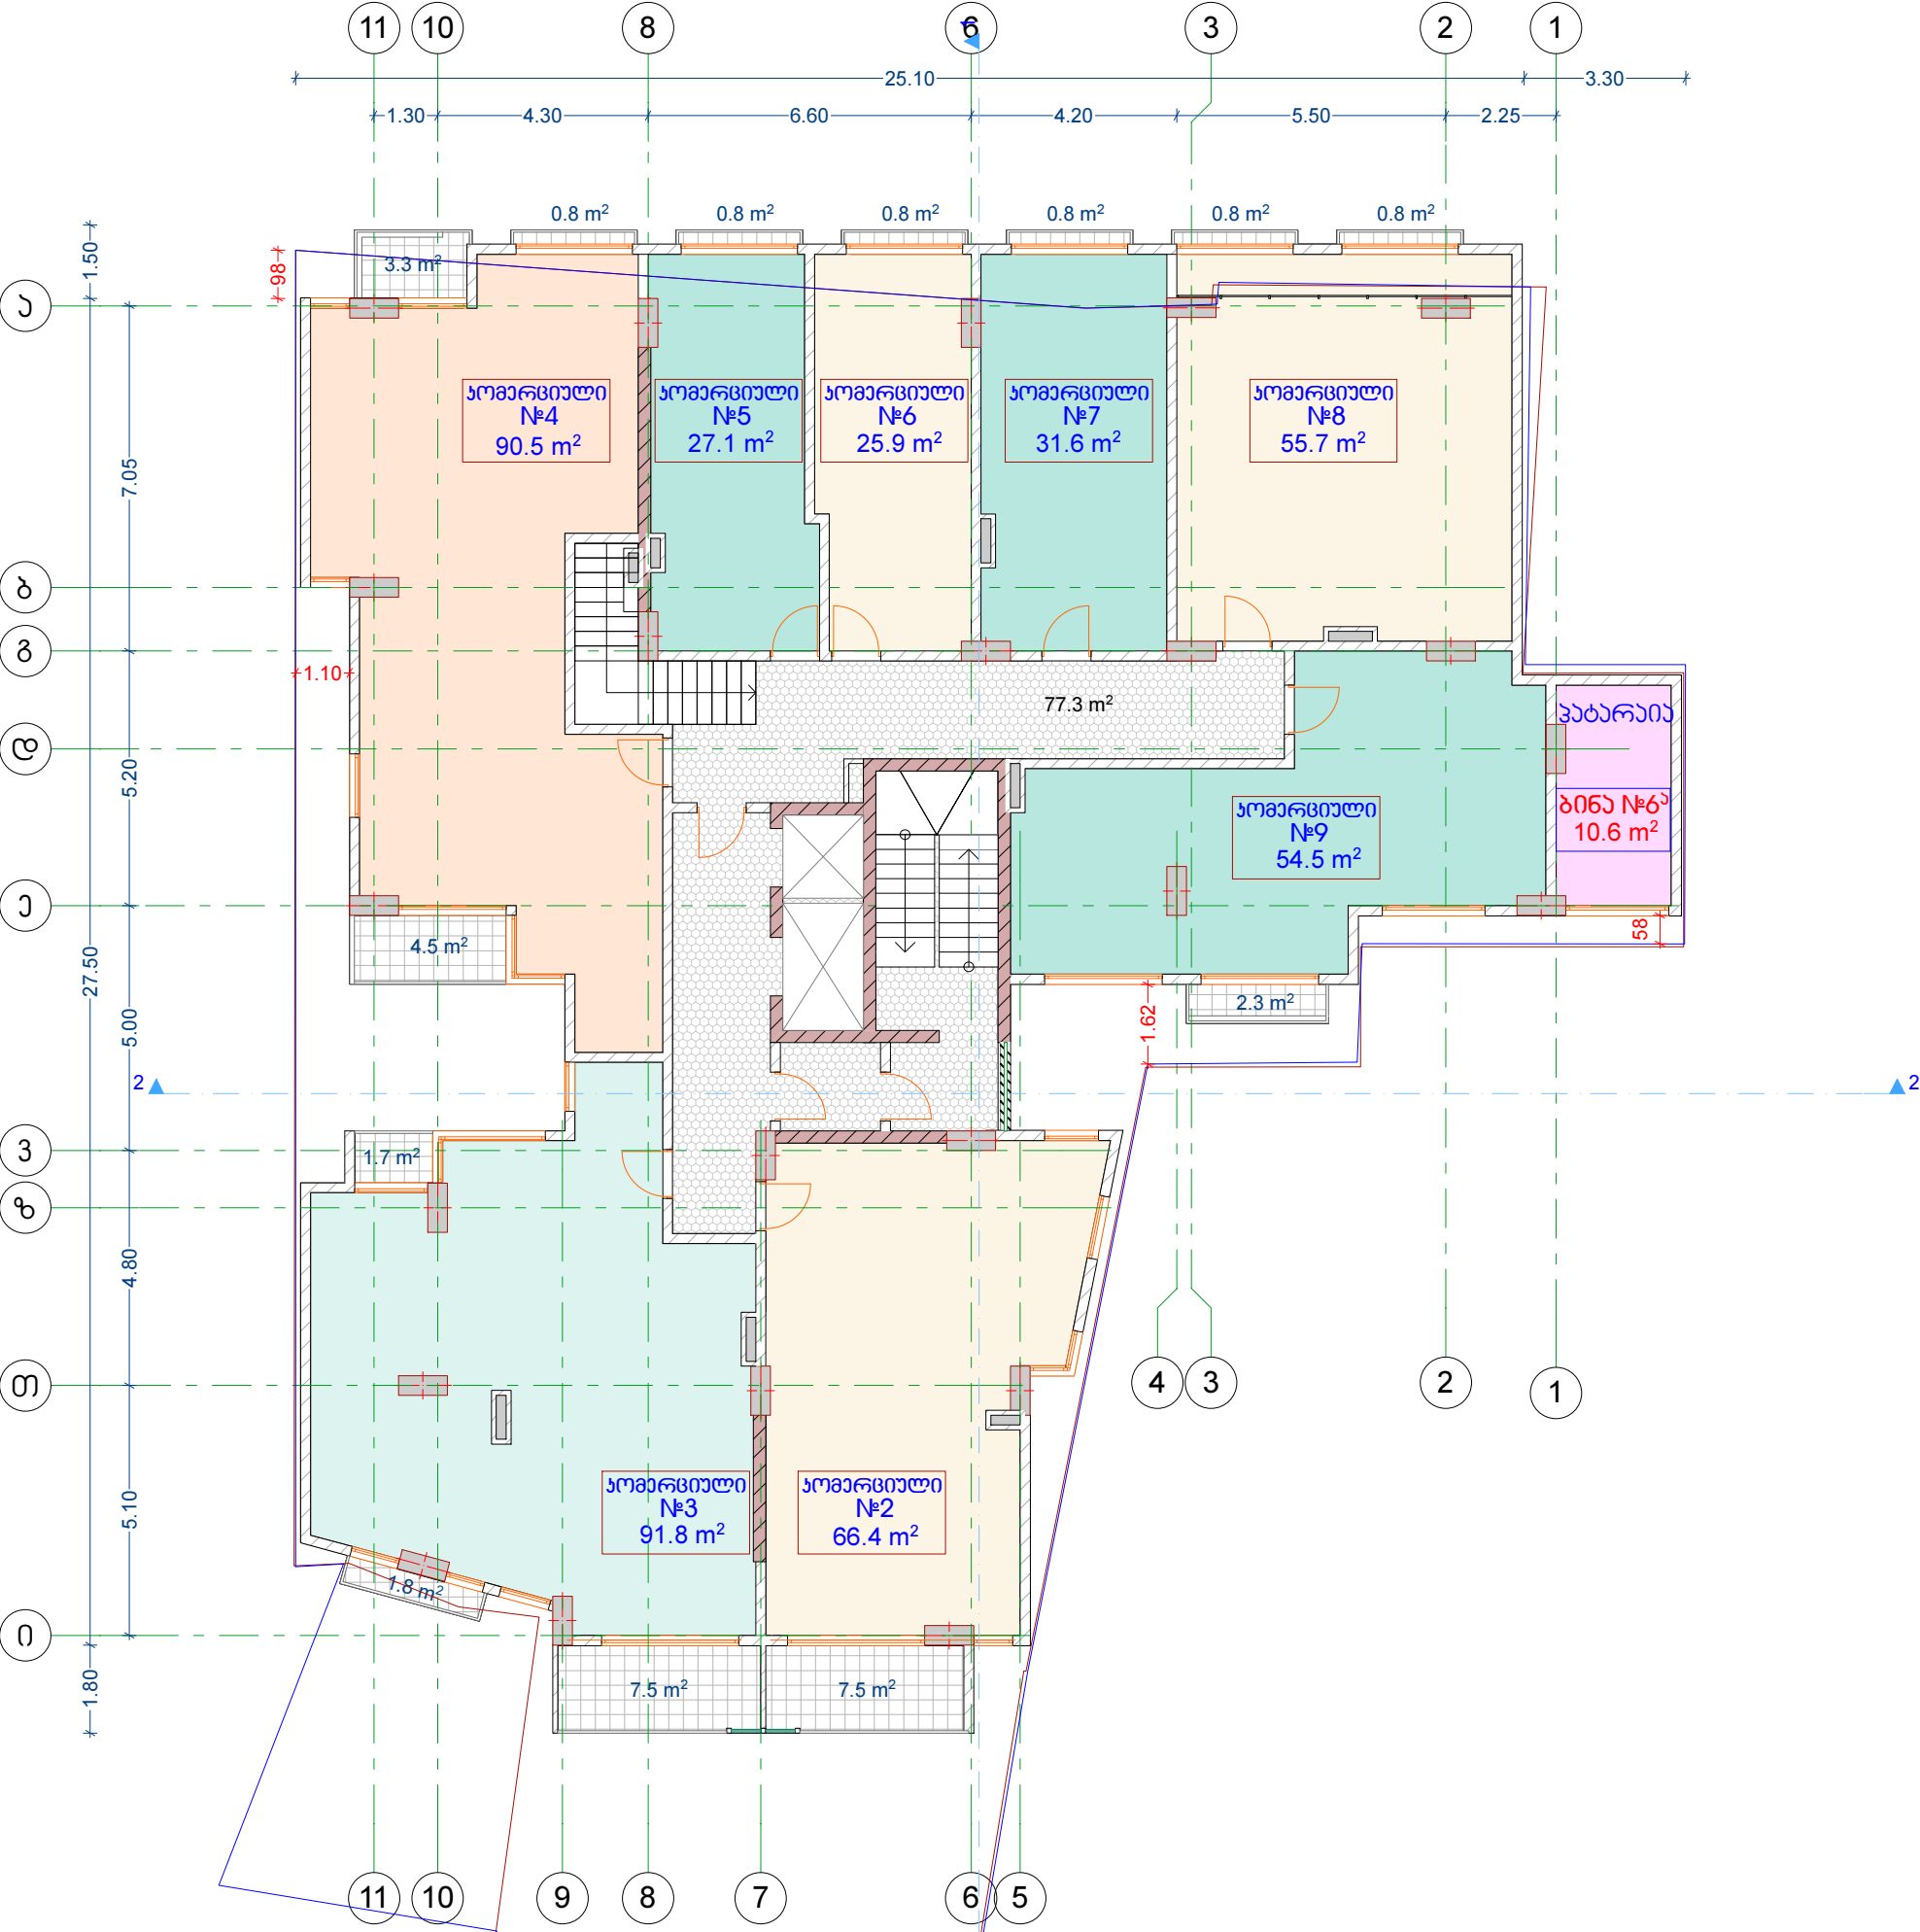 11 10 8 6 3 2 1
25.10 3.30
1.30 4.30 6.60 4.20 5.50 2.25
0.8 m² 0.8 m² 0.8 m² 0.8 m² 0.8 m² 0.8 m²
1.50
98
3.3 m²
ა
კომერციული
№4
90.5 m²
კომერციული
№5
27.1 m²
კომერციული
№6
25.9 m²
კომერციული
№7
31.6 m²
კომერციული
№8
55.7 m²
7.05
ბ
გ
1.10
77.3 m²
პატარაია
დ
5.20
ბინა №6Ა
10.6 m²
კომერციული
№9
54.5 m²
ე
4.5 m²
58
27.50
2.3 m²
5.00
1.62
2 2
ვ
1.7 m²
ზ
4.80
თ
4 3 2 1
კომერციული
№3
91.8 m²
კომერციული
№2
66.4 m²
5.10
1.8 m²
ი
1.80
7.5 m² 7.5 m²
11 10 9 8 7 6 5